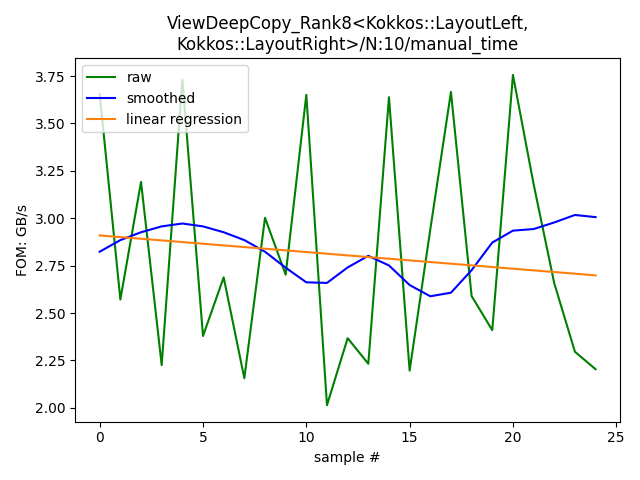 ViewDeepCopy_Rank8<Kokkos::LayoutLeft,
Kokkos::LayoutRight>/N:10/manual_time
raw
smoothed
linear regression
FOM: GB/s
3.75
3.50
3.25
3.00
2.75
2.50
2.25
2.00
0 5 10 15 20 25
sample #